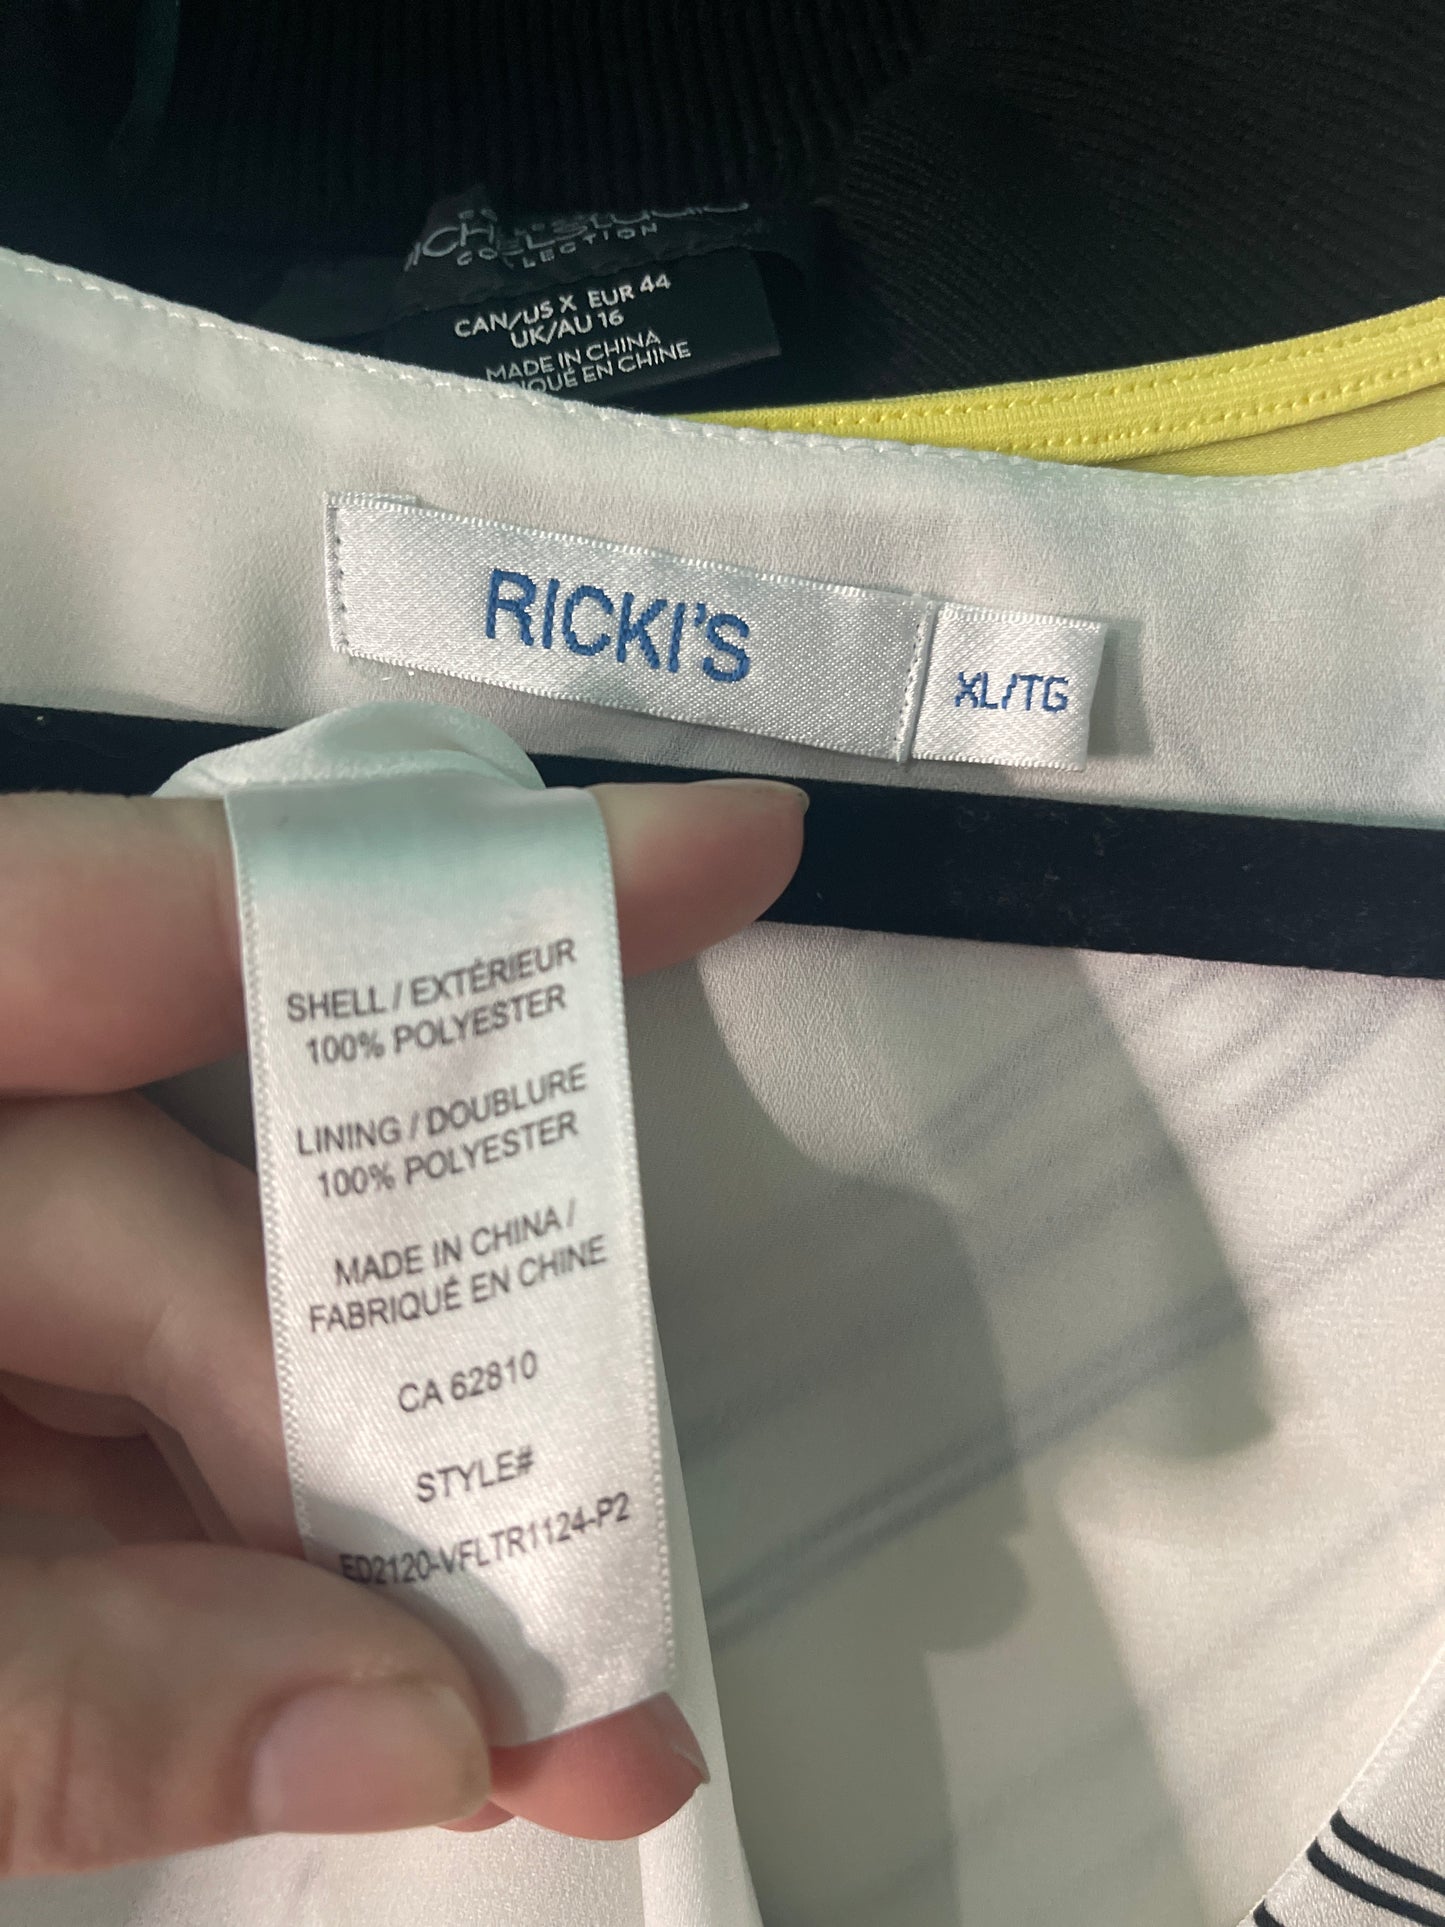 COLLECTION
CAN/US X EUR 44
UK/AU 16
MADE IN CHINA
EN CHINE
RICKI'S
XL/TG
SHELL / EXTÉRIEUR
100% POLYESTER
LINING / DOUBLURE
100% POLYESTER
MADE IN CHINA /
FABRIQUÉ EN CHINE
CA 62810
STYLE#
ED2120-VFLTR1124-P2